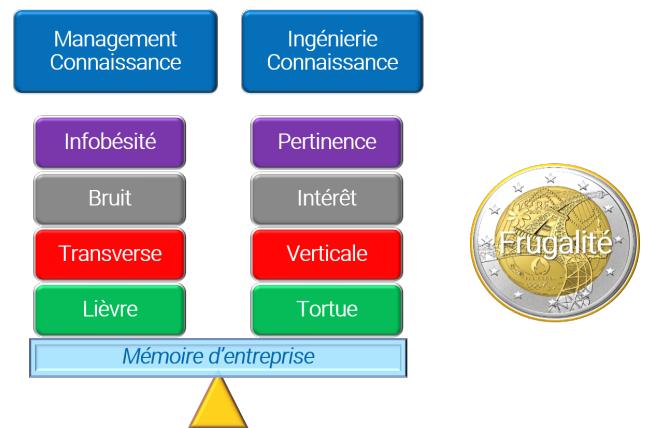 Management
Connaissance
Ingénierie
Connaissance
Infobésité
Pertinence
Bruit
Intérêt
Transverse
Verticale
Lièvre
Tortue
Mémoire d'entreprise
Frugalité